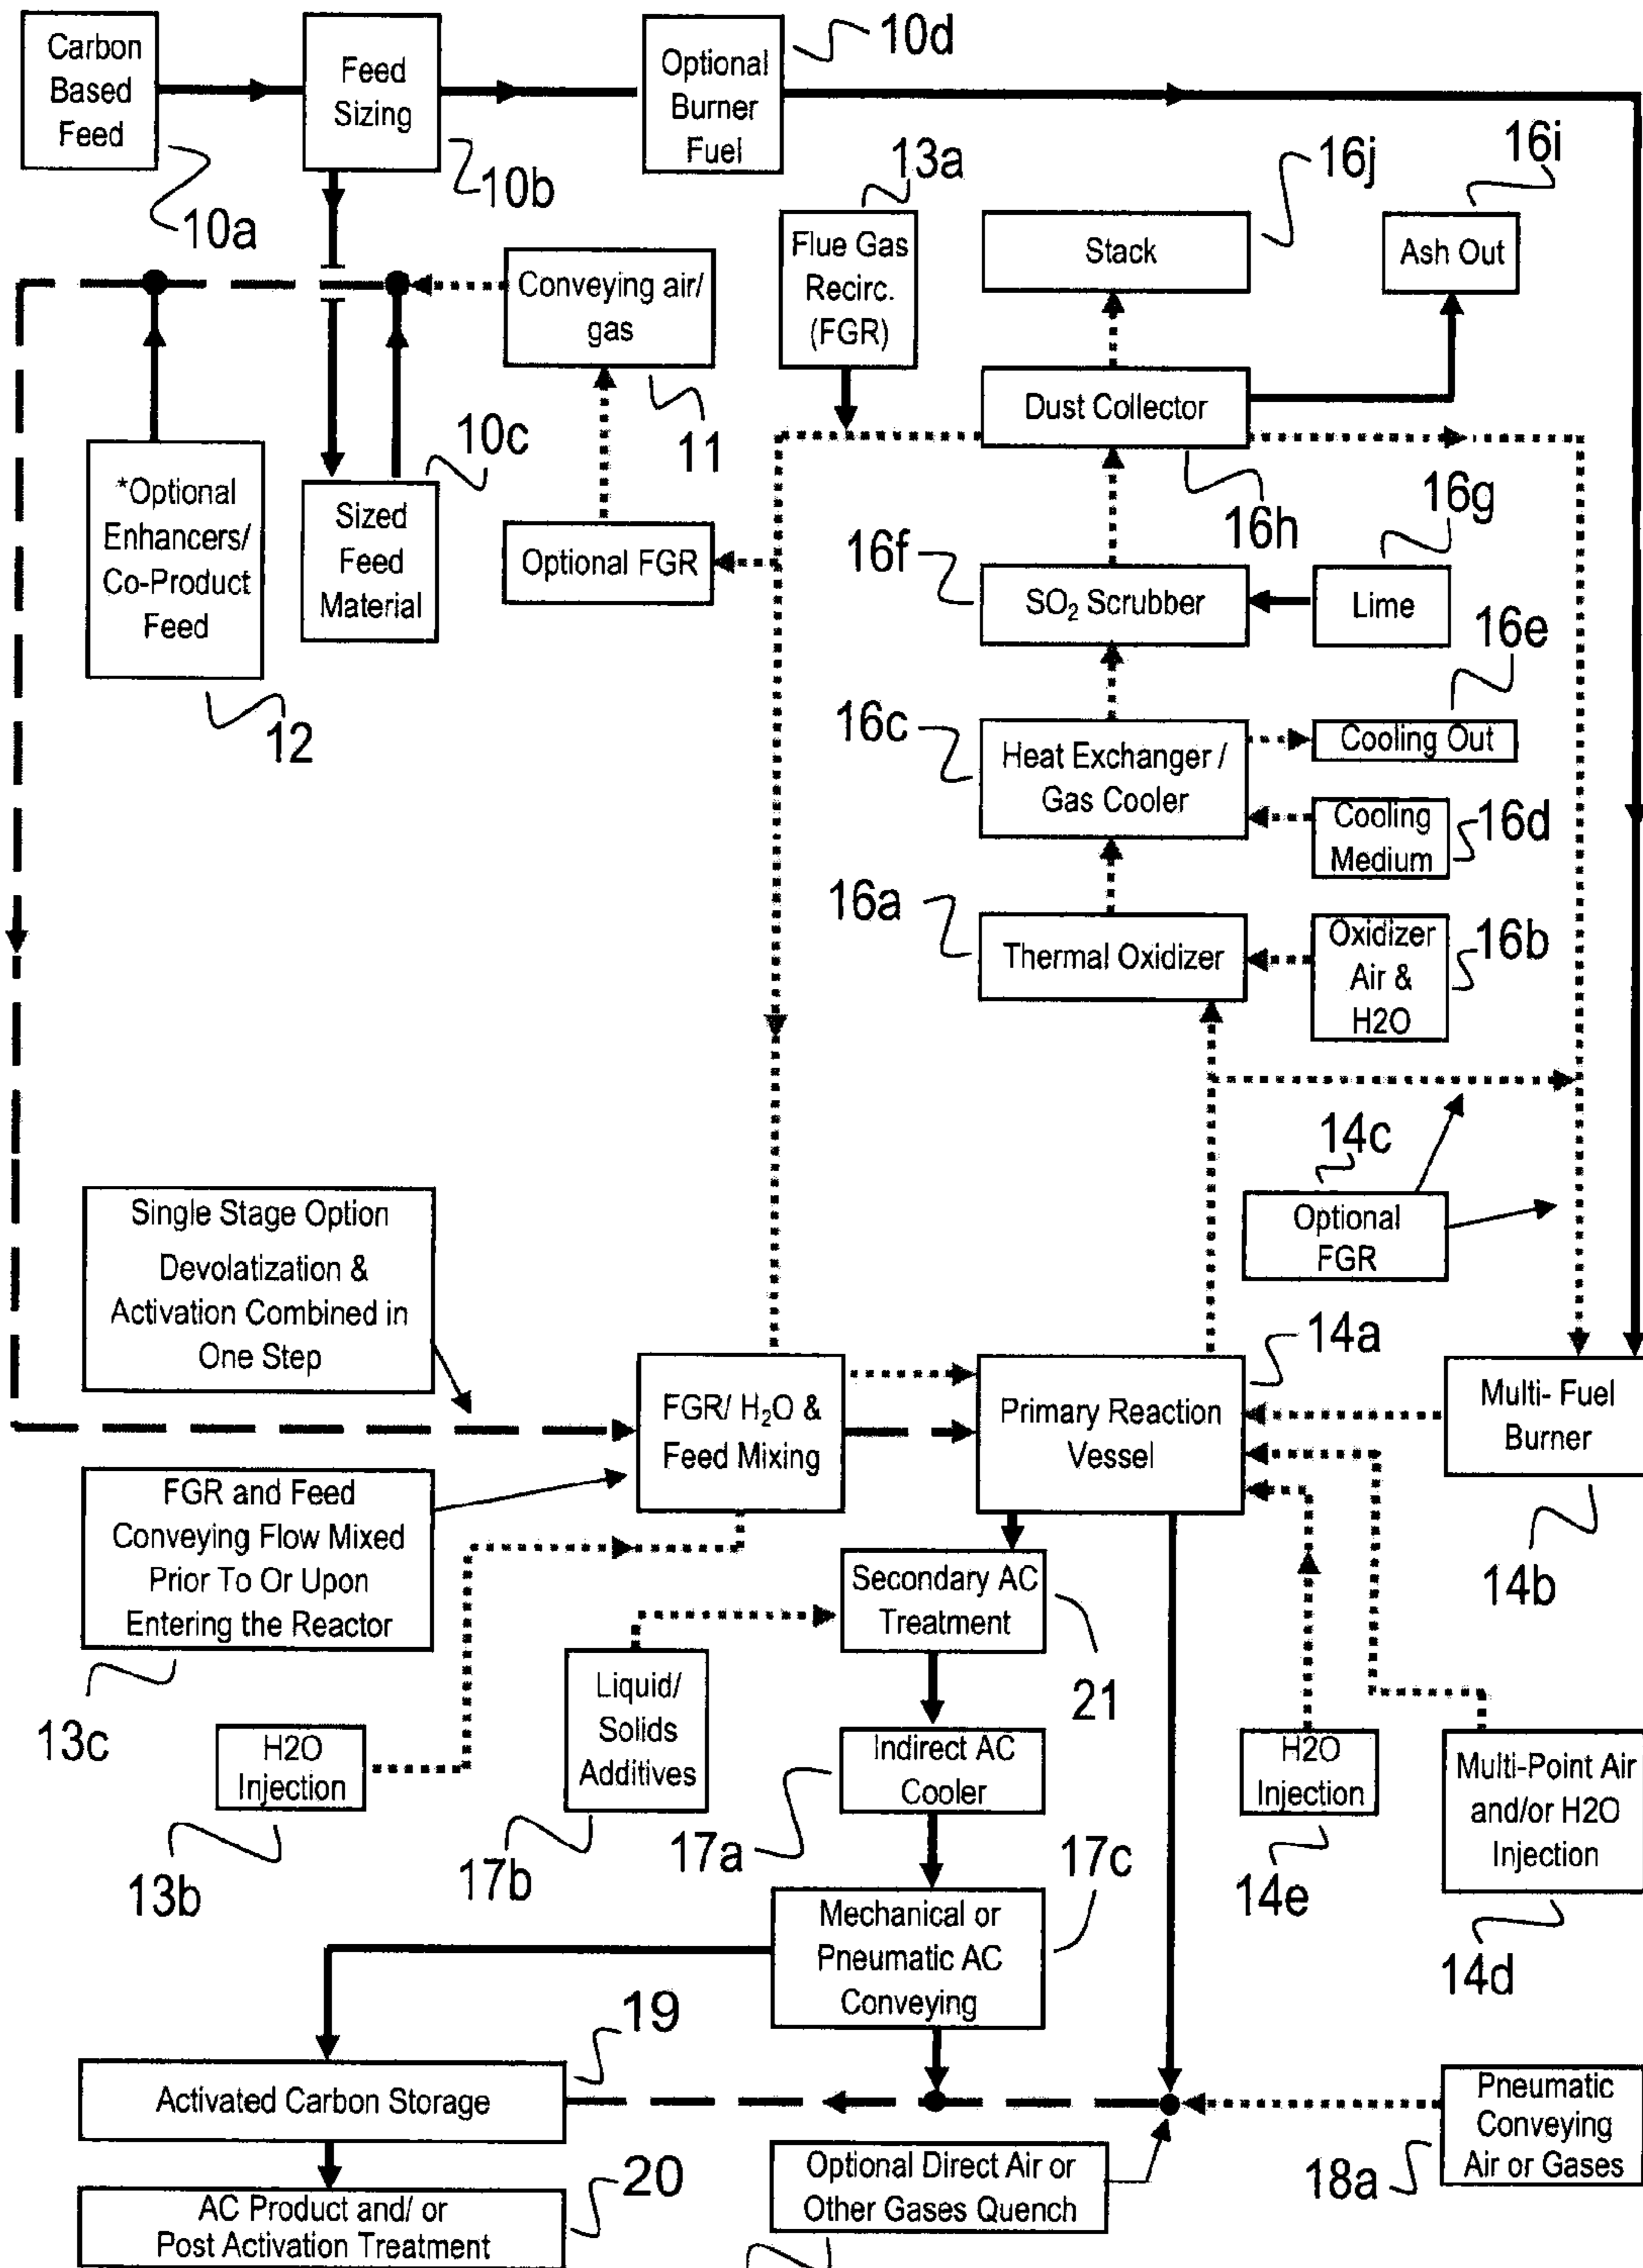 Carbon
Based
Feed
10a
Feed
Sizing
10b
Optional
Burner
Fuel
10d
13a
Flue Gas
Recirc.
(FGR)
16j
Stack
16i
Ash Out
Conveying air/
gas
11
Dust Collector
16h
10c
*Optional
Enhancers/
Co-Product
Feed
12
Sized
Feed
Material
Optional FGR
16f
SO₂ Scrubber
16g
Lime
16e
16c
Heat Exchanger /
Gas Cooler
Cooling Out
Cooling
Medium
16d
16a
Thermal Oxidizer
Oxidizer
Air &
H2O
16b
14c
Optional
FGR
Single Stage Option
Devolatization &
Activation Combined in
One Step
14a
FGR/ H₂O &
Feed Mixing
Primary Reaction
Vessel
Multi- Fuel
Burner
14b
FGR and Feed
Conveying Flow Mixed
Prior To Or Upon
Entering the Reactor
13c
Secondary AC
Treatment
21
Liquid/
Solids
Additives
17b
H2O
Injection
13b
Indirect AC
Cooler
17a
H2O
Injection
14e
Multi-Point Air
and/or H2O
Injection
14d
17c
Mechanical or
Pneumatic AC
Conveying
19
Activated Carbon Storage
Pneumatic
Conveying
Air or Gases
18a
Optional Direct Air or
Other Gases Quench
20
AC Product and/ or
Post Activation Treatment